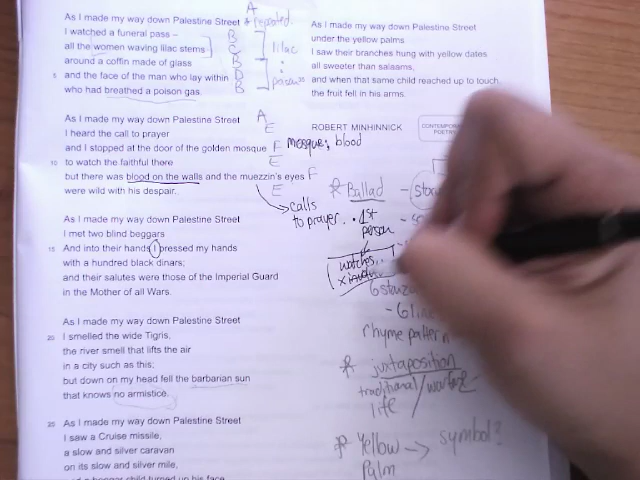 As I made my way down Palestine Street
I watched a funeral pass –
all the women waving lilac stems
around a coffin made of glass
5 and the face of the man who lay within
who had breathed a poison gas.
As I made my way down Palestine Street
I heard the call to prayer
and I stopped at the door of the golden mosque
10 to watch the faithful there
but there was blood on the walls and the muezzin's eyes
were wild with his despair.
As I made my way down Palestine Street
I met two blind beggars
15 And into their hands I pressed my hands
with a hundred black dinars;
and their salutes were those of the Imperial Guard
in the Mother of all Wars.
As I made my way down Palestine Street
20 I smelled the wide Tigris,
the river smell that lifts the air
in a city such as this;
but down on my head fell the barbarian sun
that knows no armistice.
25 As I made my way down Palestine Street
I saw a Cruise missile,
a slow and silver caravan
on its slow and silver mile,
A repeated.
B
C
B
D
B
lilac
poison
A
E
F
E
F
E
mosque; blood
calls
to prayer.
As I made my way down Palestine Street
under the yellow palms
I saw their branches hung with yellow dates
all sweeter than salaams,
35 and when that same child reached up to touch,
the fruit fell in his arms.
ROBERT MINHINNICK
* Ballad –
• 1st
person
watches
6 stanza
- 6 line
rhyme pattern
* juxtaposition
traditional / warfare
life
* Yellow → symbol?
Palm